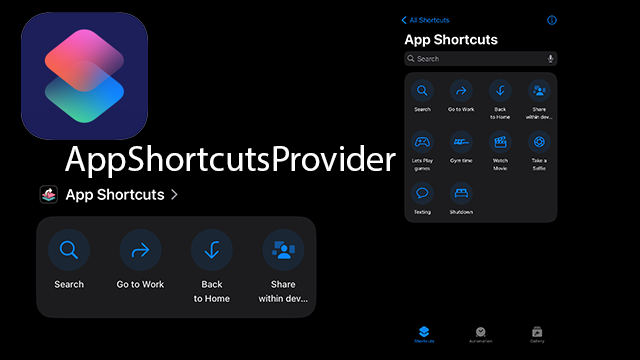 AppShortcutsProvider
App Shortcuts
Search
Go to Work
Back
to Home
Share
within dev...
All Shortcuts
App Shortcuts
Search
Search
Go to Work
Back
to Home
Share
within dev...
Lets Play
games
Gym time
Watch
Movie
Take a
Selfie
Texting
Shutdown
Shortcuts
Automation
Gallery